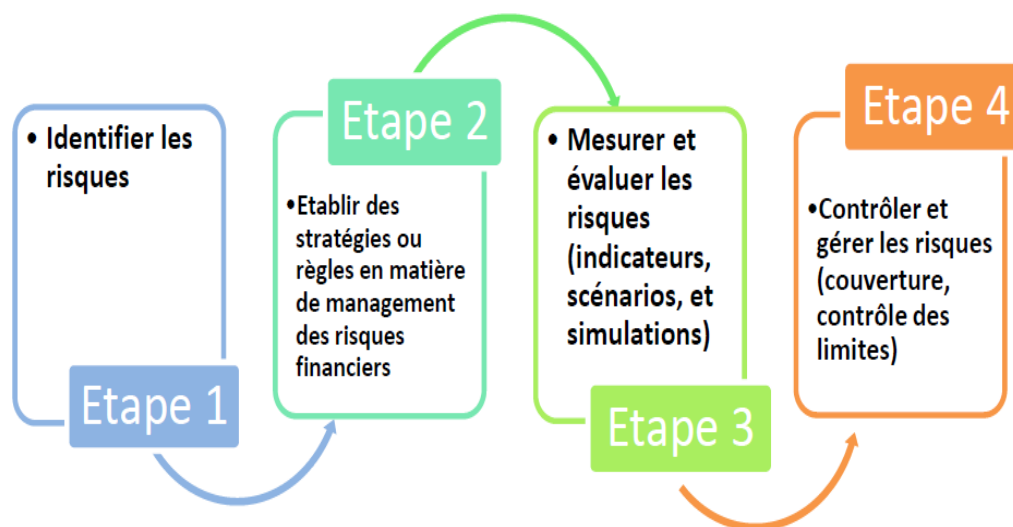 • Identifier les
risques
Etape 1
Etape 2
•Etablir des
stratégies ou
règles en matière
de management
des risques
financiers
• Mesurer et
évaluer les
risques
(indicateurs,
scénarios, et
simulations)
Etape 3
Etape 4
•Contrôler et
gérer les risques
(couverture,
contrôle des
limites)